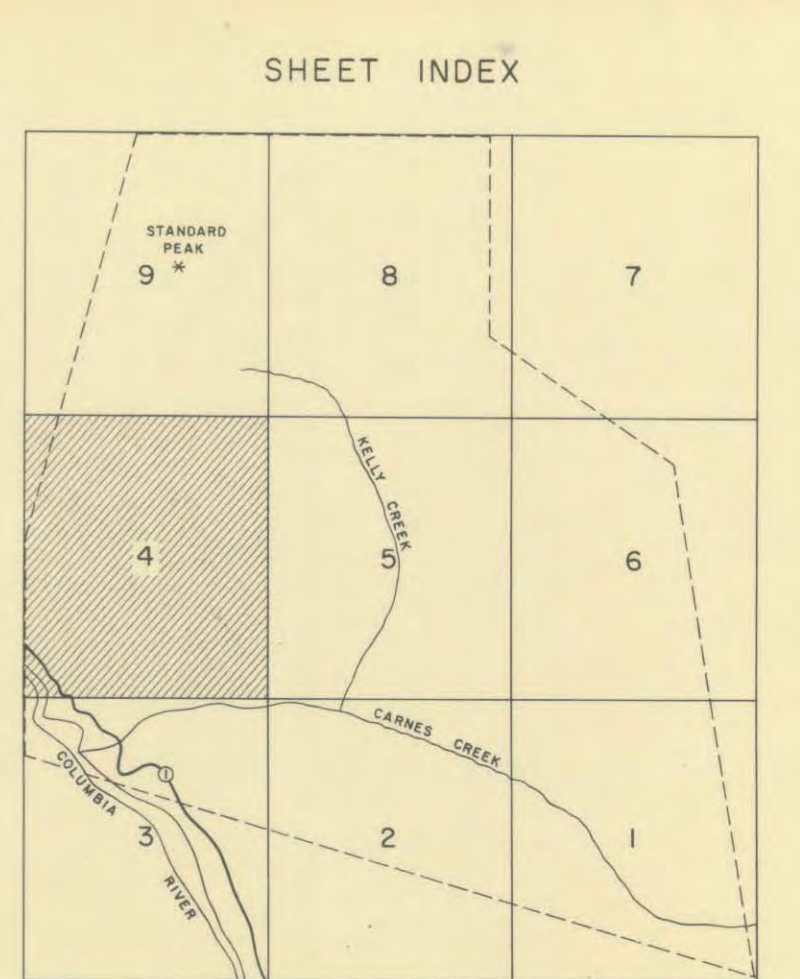 SHEET INDEX
STANDARD
PEAK
9
8
7
KELLY CREEK
4
5
6
CARNES CREEK
1
COLUMBIA RIVER
3
2
1